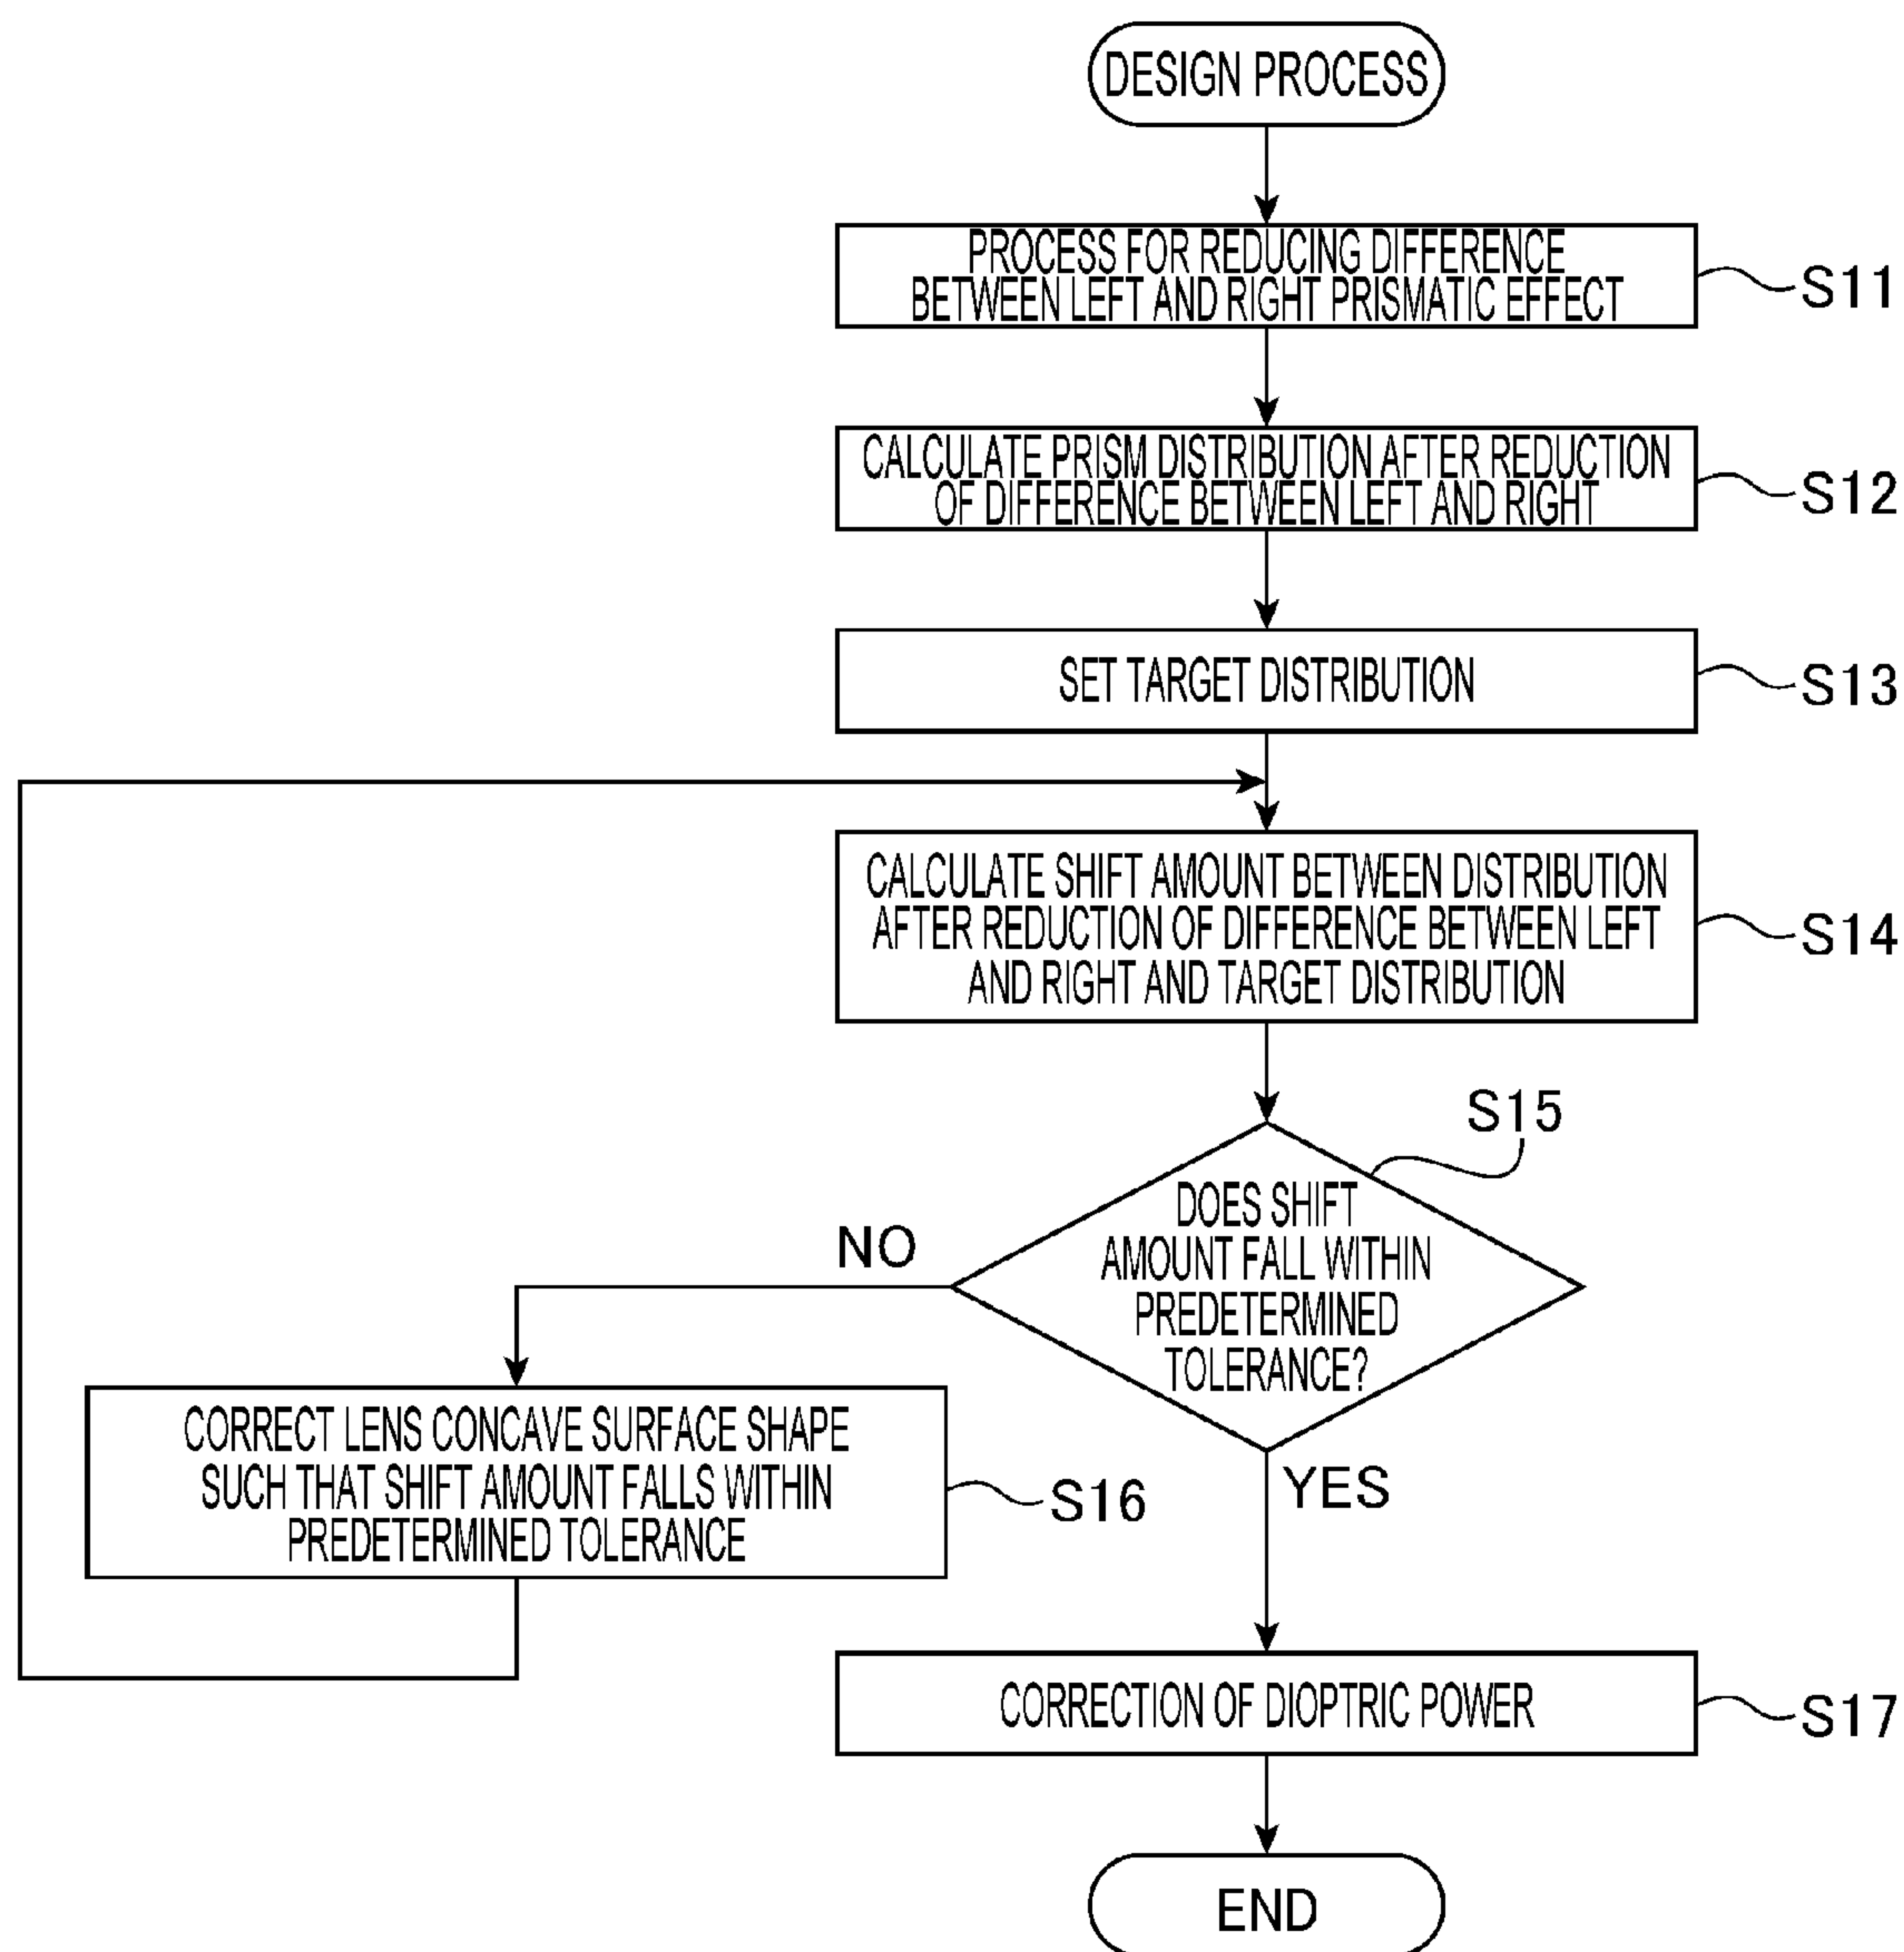 DESIGN PROCESS
PROCESS FOR REDUCING DIFFERENCE
BETWEEN LEFT AND RIGHT PRISMATIC EFFECT
S11
CALCULATE PRISM DISTRIBUTION AFTER REDUCTION
OF DIFFERENCE BETWEEN LEFT AND RIGHT
S12
SET TARGET DISTRIBUTION
S13
CALCULATE SHIFT AMOUNT BETWEEN DISTRIBUTION
AFTER REDUCTION OF DIFFERENCE BETWEEN LEFT
AND RIGHT AND TARGET DISTRIBUTION
S14
S15
DOES SHIFT
AMOUNT FALL WITHIN
PREDETERMINED
TOLERANCE?
NO
CORRECT LENS CONCAVE SURFACE SHAPE
SUCH THAT SHIFT AMOUNT FALLS WITHIN
PREDETERMINED TOLERANCE
S16
YES
CORRECTION OF DIOPTRIC POWER
S17
END